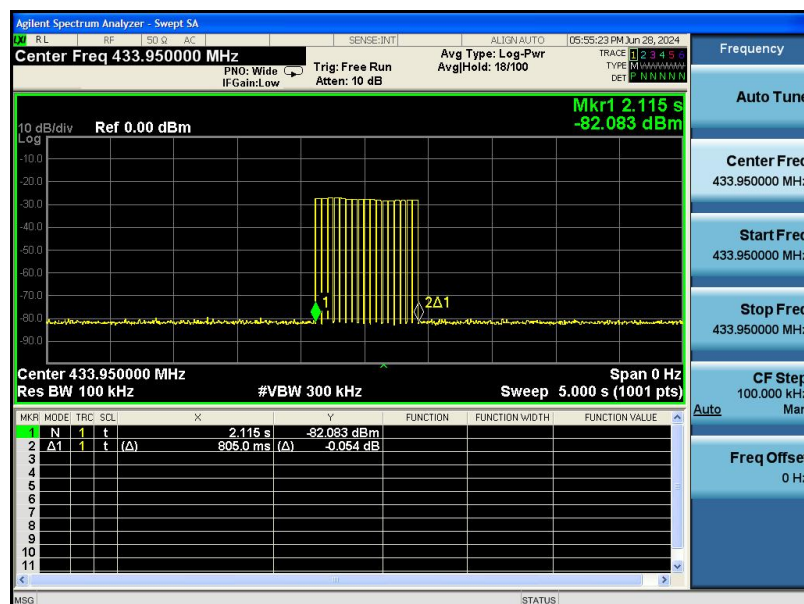 Agilent Spectrum Analyzer - Swept SA
LXI RL RF 50 Ω AC SENSE:INT ALIGN AUTO 05:55:23 PM Jun 28, 2024
Center Freq 433.950000 MHz
PNO: Wide
IFGain:Low
Trig: Free Run
Atten: 10 dB
Avg Type: Log-Pwr
Avg|Hold: 18/100
TRACE 1 2 3 4 5 6
TYPE M
DET P N N N N N
Mkr1 2.115 s
-82.083 dBm
10 dB/div Ref 0.00 dBm
Log
-10.0
-20.0
-30.0
-40.0
-50.0
-60.0
-70.0
-80.0
-90.0
1
2Δ1
Center 433.950000 MHz Span 0 Hz
Res BW 100 kHz #VBW 300 kHz Sweep 5.000 s (1001 pts)
MKR MODE TRC SCL X Y FUNCTION FUNCTION WIDTH FUNCTION VALUE
1 N 1 t 2.115 s -82.083 dBm
2 Δ1 1 t (Δ) 805.0 ms (Δ) -0.054 dB
3
4
5
6
7
8
9
10
11
MSG STATUS
Frequency
Auto Tune
Center Freq
433.950000 MHz
Start Freq
433.950000 MHz
Stop Freq
433.950000 MHz
CF Step
100.000 kHz
Auto Man
Freq Offset
0 Hz